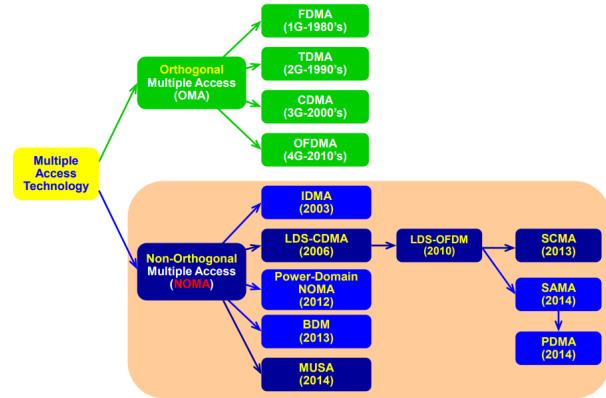 FDMA
(1G-1980's)
Orthogonal
Multiple Access
(OMA)
TDMA
(2G-1990's)
CDMA
(3G-2000's)
OFDMA
(4G-2010's)
Multiple
Access
Technology
Non-Orthogonal
Multiple Access
(NOMA)
IDMA
(2003)
LDS-CDMA
(2006)
LDS-OFDM
(2010)
SCMA
(2013)
Power-Domain
NOMA
(2012)
SAMA
(2014)
BDM
(2013)
PDMA
(2014)
MUSA
(2014)